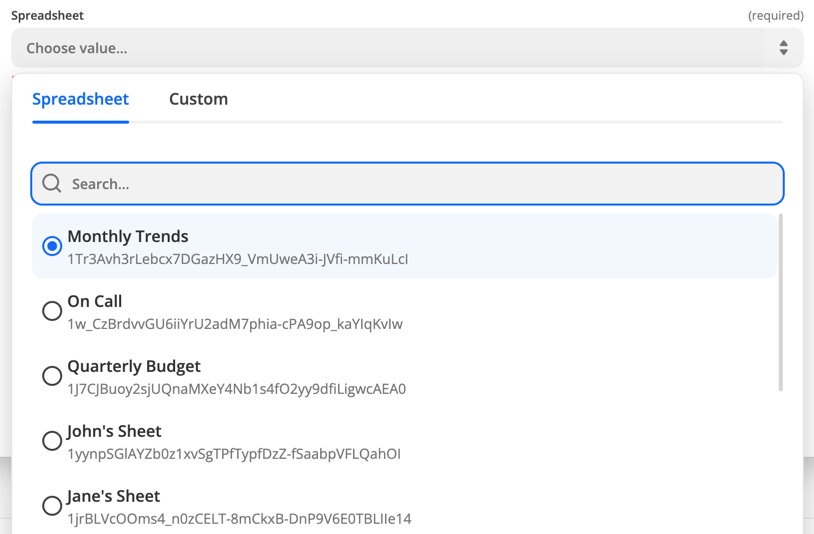 Spreadsheet (required)
Choose value...
Spreadsheet Custom
Search...
Monthly Trends
1Tr3Avh3rLebcx7DGazHX9_VmUweA3i-JVfi-mmKuLcI
On Call
1w_CzBrdvvGU6iiYrU2adM7phia-cPA9op_kaYIqKvIw
Quarterly Budget
1J7CJBuoy2sjUQnaMXeY4Nb1s4fO2yy9dfiLigwcAEA0
John's Sheet
1yynpSGlAYZb0z1xvSgTPfTypfDzZ-fSaabpVFLQahOI
Jane's Sheet
1jrBLVcOOms4_n0zCELT-8mCkxB-DnP9V6E0TBLIIe14